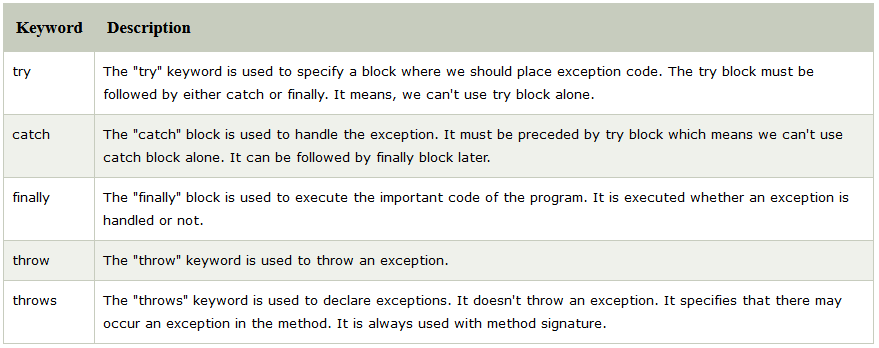 Keyword Description
try The "try" keyword is used to specify a block where we should place exception code. The try block must be
followed by either catch or finally. It means, we can't use try block alone.
catch The "catch" block is used to handle the exception. It must be preceded by try block which means we can't use
catch block alone. It can be followed by finally block later.
finally The "finally" block is used to execute the important code of the program. It is executed whether an exception is
handled or not.
throw The "throw" keyword is used to throw an exception.
throws The "throws" keyword is used to declare exceptions. It doesn't throw an exception. It specifies that there may
occur an exception in the method. It is always used with method signature.